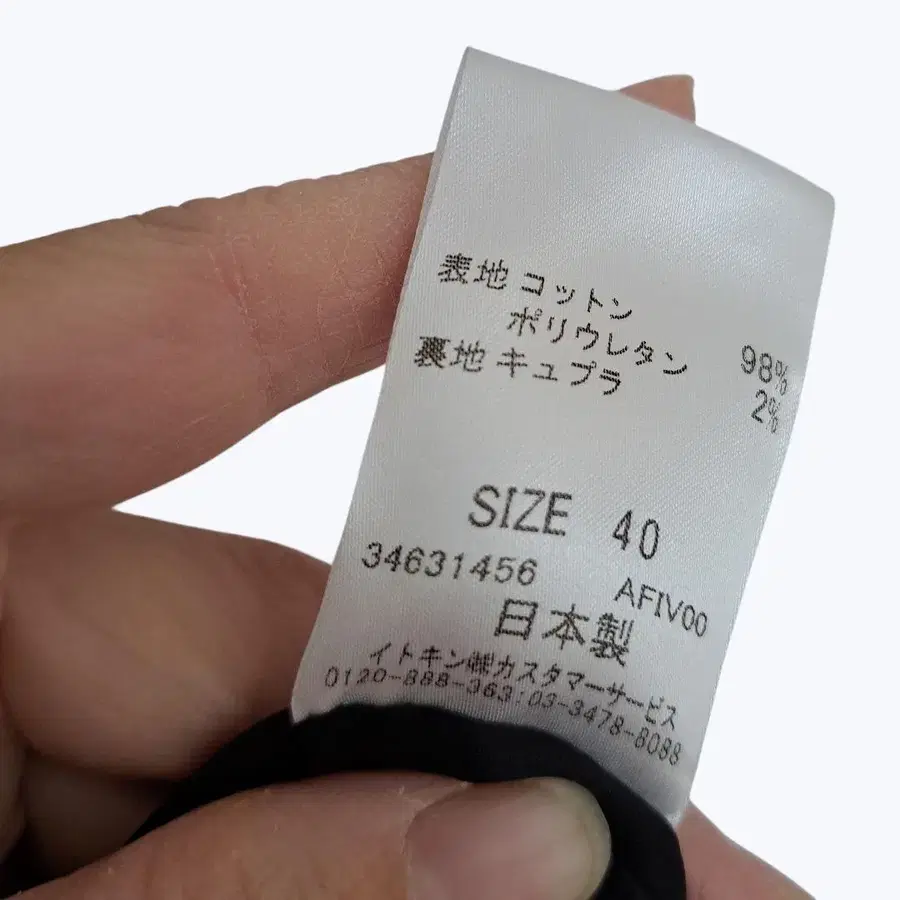 表地 コットン 98%
ポリウレタン 2%
裏地 キュプラ
SIZE 40
34631456 AFIV00
日本製
イトキン㈱カスタマーサービス
0120-888-363:03-3478-8088